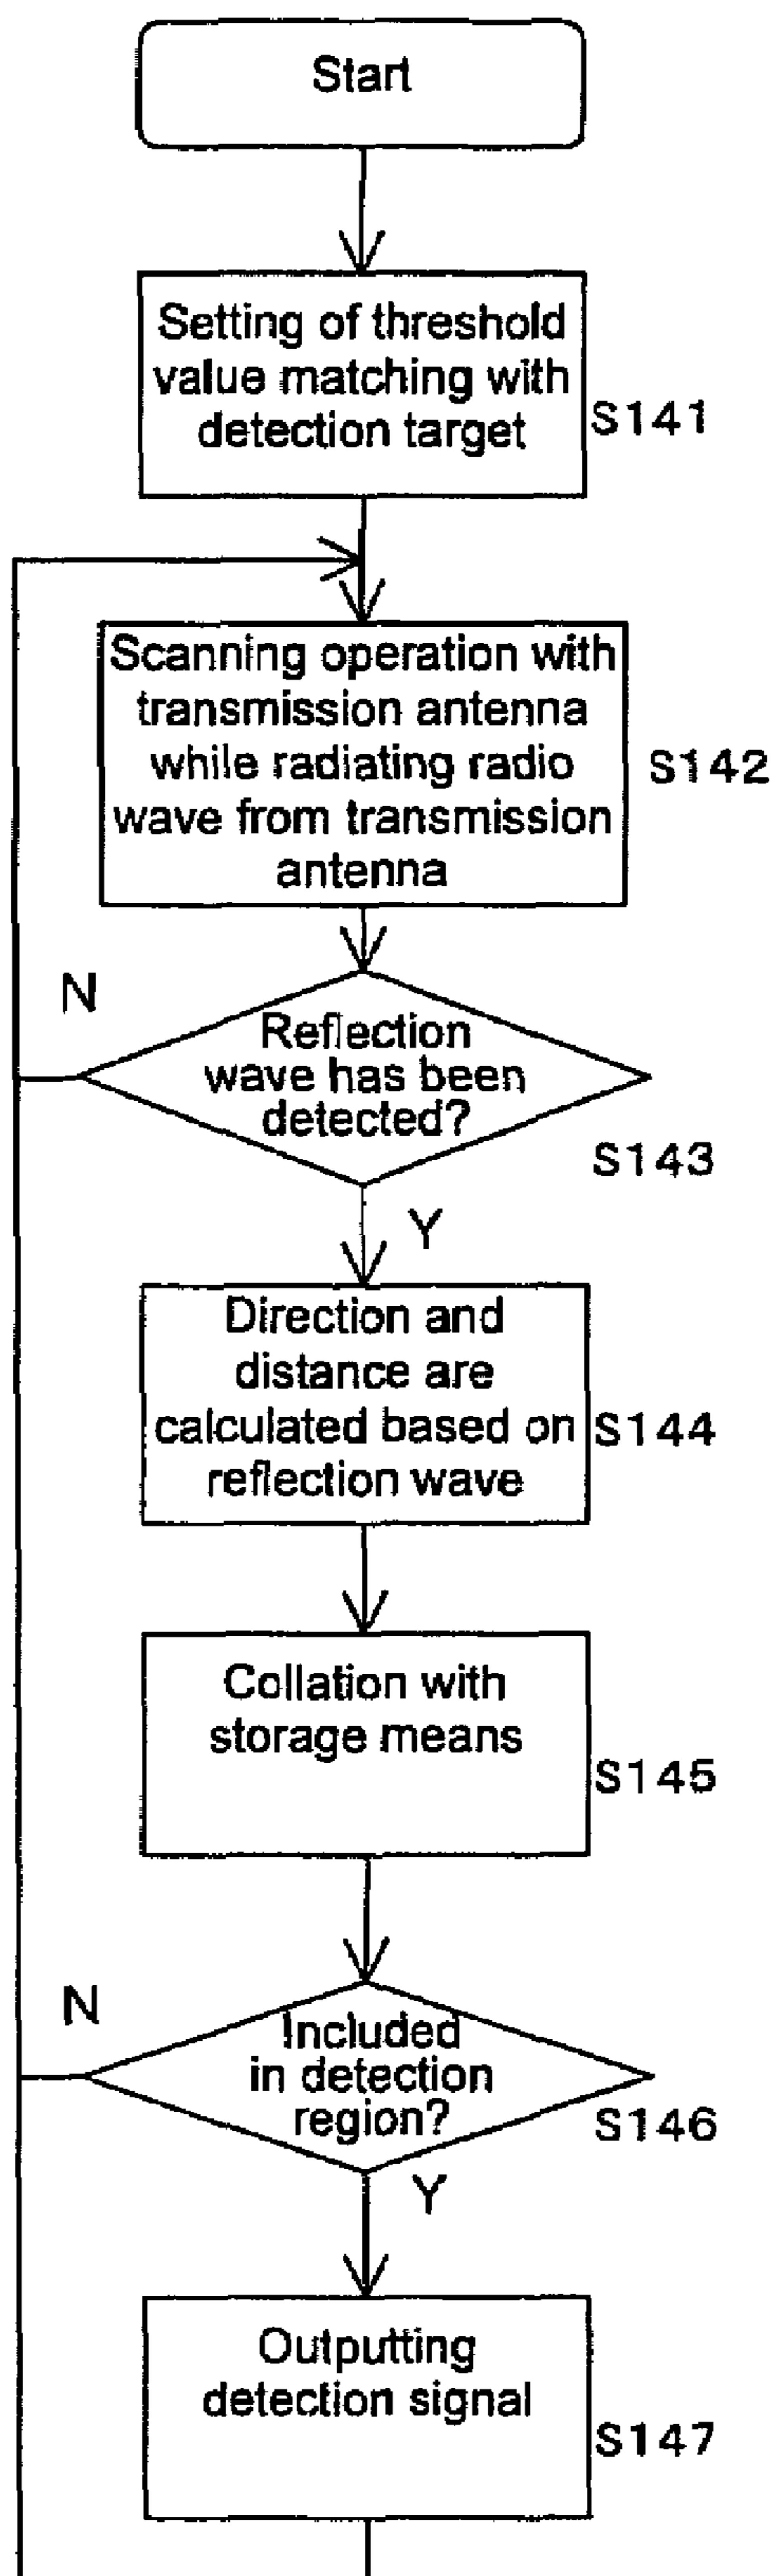 Start
Setting of threshold
value matching with
detection target
S141
Scanning operation with
transmission antenna
while radiating radio
wave from transmission
antenna
S142
N
Reflection
wave has been
detected?
S143
Y
Direction and
distance are
calculated based on
reflection wave
S144
Collation with
storage means
S145
N
Included
in detection
region?
S146
Y
Outputting
detection signal
S147